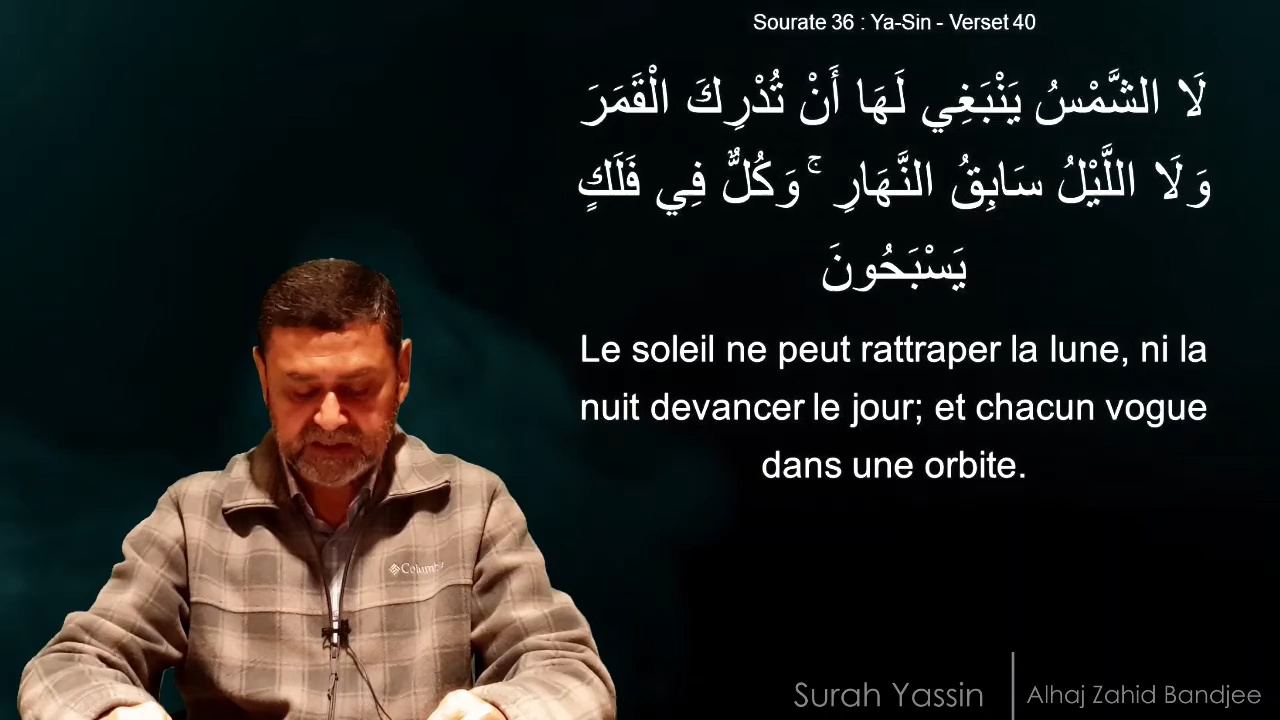 Sourate 36 : Ya-Sin - Verset 40
لَا الشَّمْسُ يَنْبَغِي لَهَا أَنْ تُدْرِكَ الْقَمَرَ
وَلَا اللَّيْلُ سَابِقُ النَّهَارِ ۚ وَكُلٌّ فِي فَلَكٍ
يَسْبَحُونَ
Le soleil ne peut rattraper la lune, ni la
nuit devancer le jour; et chacun vogue
dans une orbite.
Columbia
Surah Yassin
Alhaj Zahid Bandjee